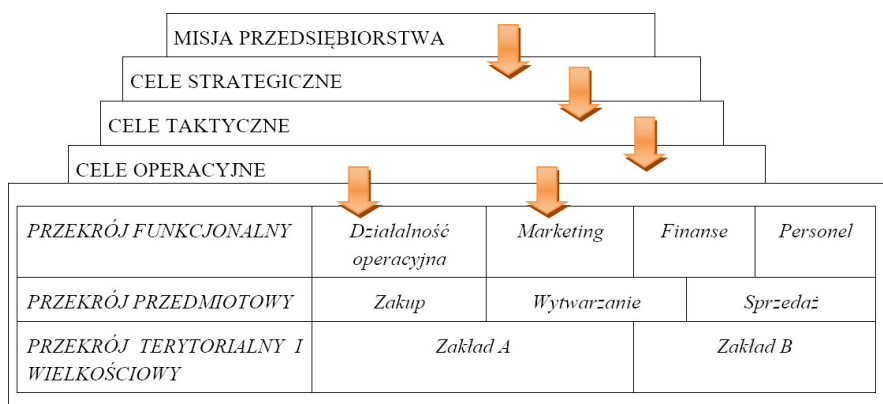 MISJA PRZEDSIĘBIORSTWA
CELE STRATEGICZNE
CELE TAKTYCZNE
CELE OPERACYJNE
PRZEKRÓJ FUNKCJONALNY
Działalność
operacyjna
Marketing
Finanse
Personel
PRZEKRÓJ PRZEDMIOTOWY
Zakup
Wytwarzanie
Sprzedaż
PRZEKRÓJ TERYTORIALNY I
WIELKOŚCIOWY
Zakład A
Zakład B